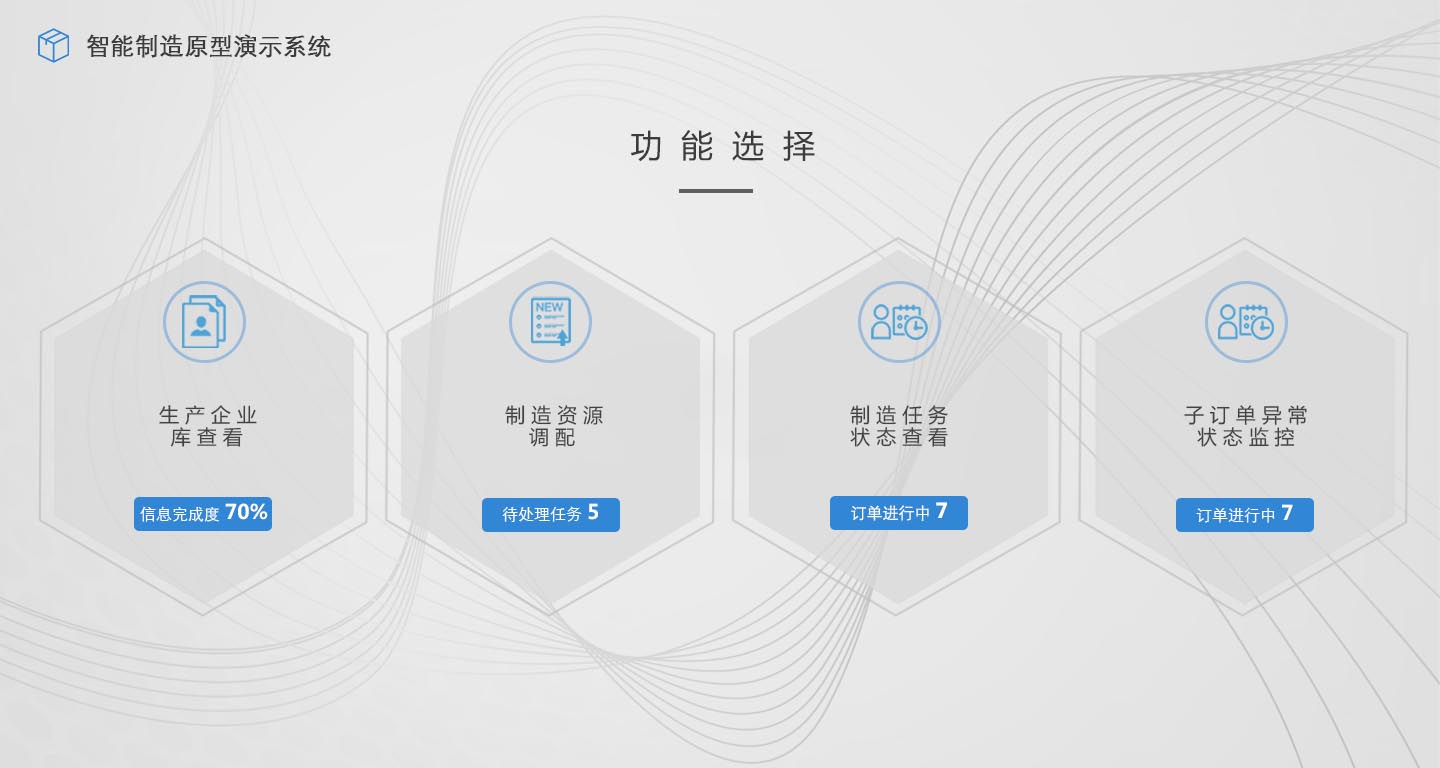 智能制造原型演示系统
功能选择
NEW
生产企业
库查看
信息完成度 70%
制造资源
调配
待处理任务 5
制造任务
状态查看
订单进行中 7
子订单异常
状态监控
订单进行中 7